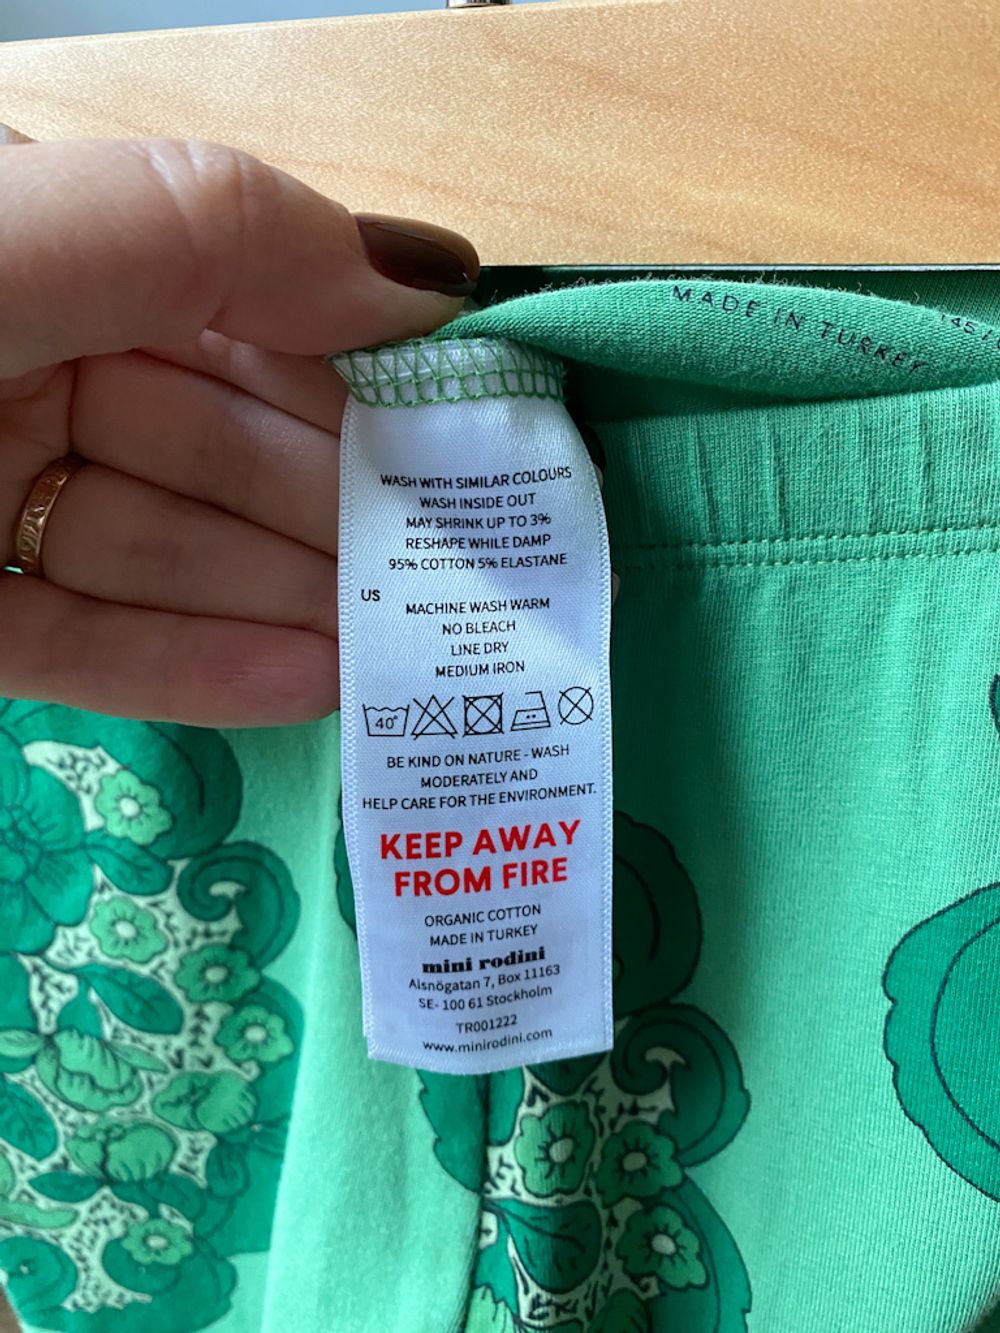 MADE IN TURKEY
WASH WITH SIMILAR COLOURS
WASH INSIDE OUT
MAY SHRINK UP TO 3%
RESHAPE WHILE DAMP
95% COTTON 5% ELASTANE
US
MACHINE WASH WARM
NO BLEACH
LINE DRY
MEDIUM IRON
40°
BE KIND ON NATURE - WASH
MODERATELY AND
HELP CARE FOR THE ENVIRONMENT.
KEEP AWAY
FROM FIRE
ORGANIC COTTON
MADE IN TURKEY
mini rodini
Alsnögatan 7, Box 11163
SE- 100 61 Stockholm
TR001222
www.minirodini.com